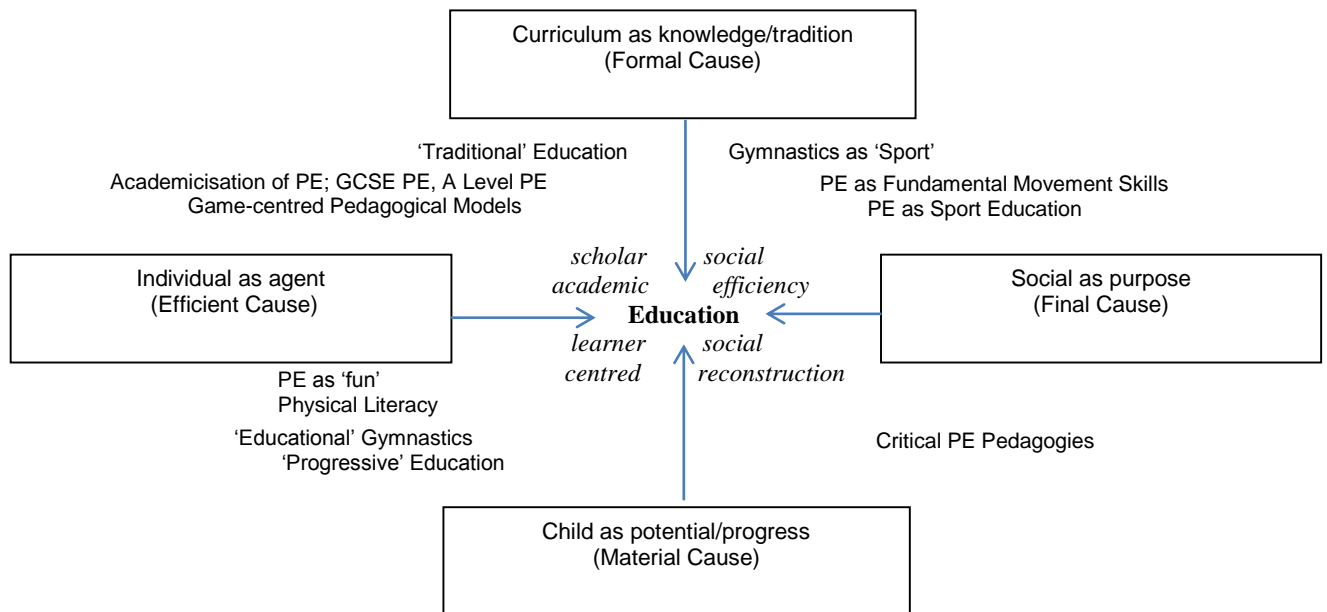 Curriculum as knowledge/tradition
(Formal Cause)
‘Traditional’ Education
Gymnastics as ‘Sport’
Academicisation of PE; GCSE PE, A Level PE
PE as Fundamental Movement Skills
Game-centred Pedagogical Models
PE as Sport Education
Individual as agent
(Efficient Cause)
scholar
academic
social
efficiency
Education
learner
centred
social
reconstruction
Social as purpose
(Final Cause)
PE as ‘fun’
Physical Literacy
‘Educational’ Gymnastics
‘Progressive’ Education
Critical PE Pedagogies
Child as potential/progress
(Material Cause)